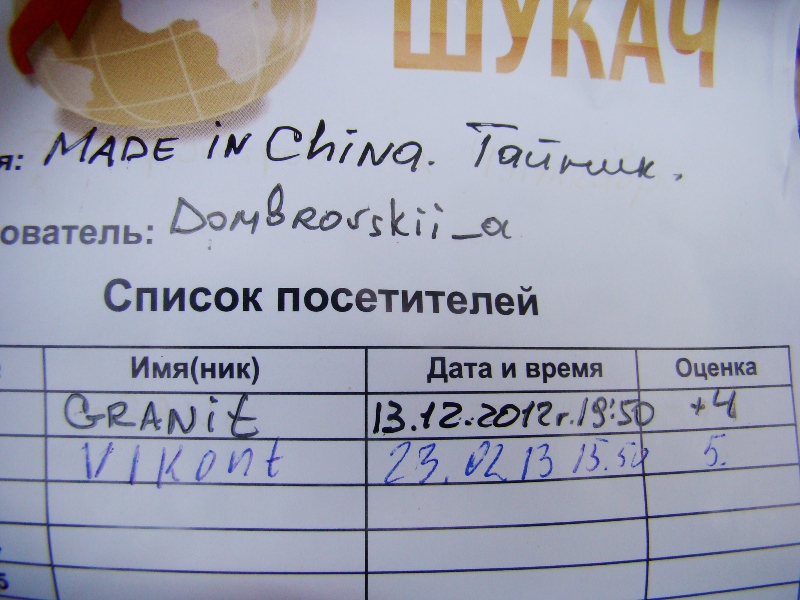 ШУКАЧ
я: MADE iN ChiNa. Тайник.
ователь: Dombrovskii_a
Список посетителей
Имя(ник) Дата и время Оценка
GRANit 13.12.2012г. 19:50 +4
VIKont 23.02 13 15.50 5.
5